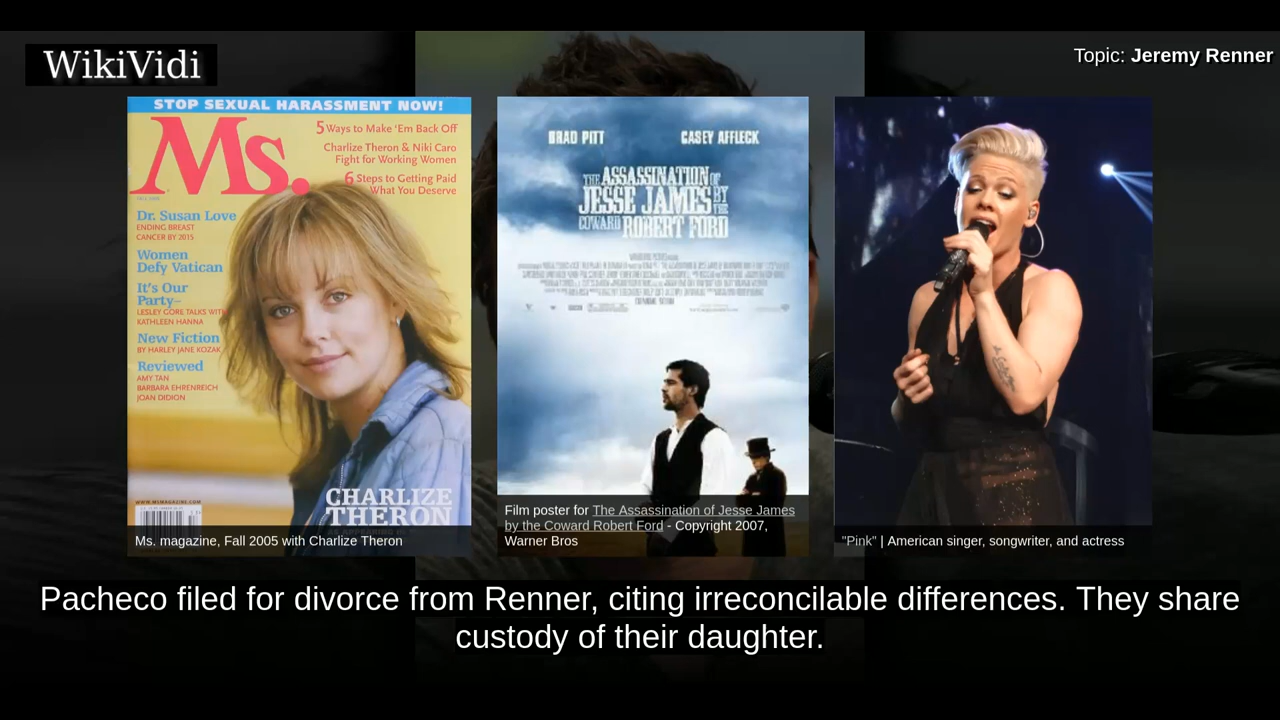 WikiVidi
Topic: Jeremy Renner
STOP SEXUAL HARASSMENT NOW!
Ms.
5 Ways to Make 'Em Back Off
Charlize Theron & Niki Caro
Fight for Working Women
6 Steps to Getting Paid
What You Deserve
Dr. Susan Love
ENDING BREAST
CANCER BY 2015
Women
Defy Vatican
It's Our
Party–
LESLEY GORE TALKS WITH
KATHLEEN HANNA
New Fiction
BY HARLEY JANE KOZAK
Reviewed
AMY TAN
BARBARA EHRENREICH
JOAN DIDION
WWW.MSMAGAZINE.COM
CHARLIZE
THERON
Ms. magazine, Fall 2005 with Charlize Theron
BRAD PITT CASEY AFFLECK
THE ASSASSINATION OF
JESSE JAMES BY THE
COWARD ROBERT FORD
Film poster for The Assassination of Jesse James
by the Coward Robert Ford - Copyright 2007,
Warner Bros
"Pink" | American singer, songwriter, and actress
Pacheco filed for divorce from Renner, citing irreconcilable differences. They share
custody of their daughter.